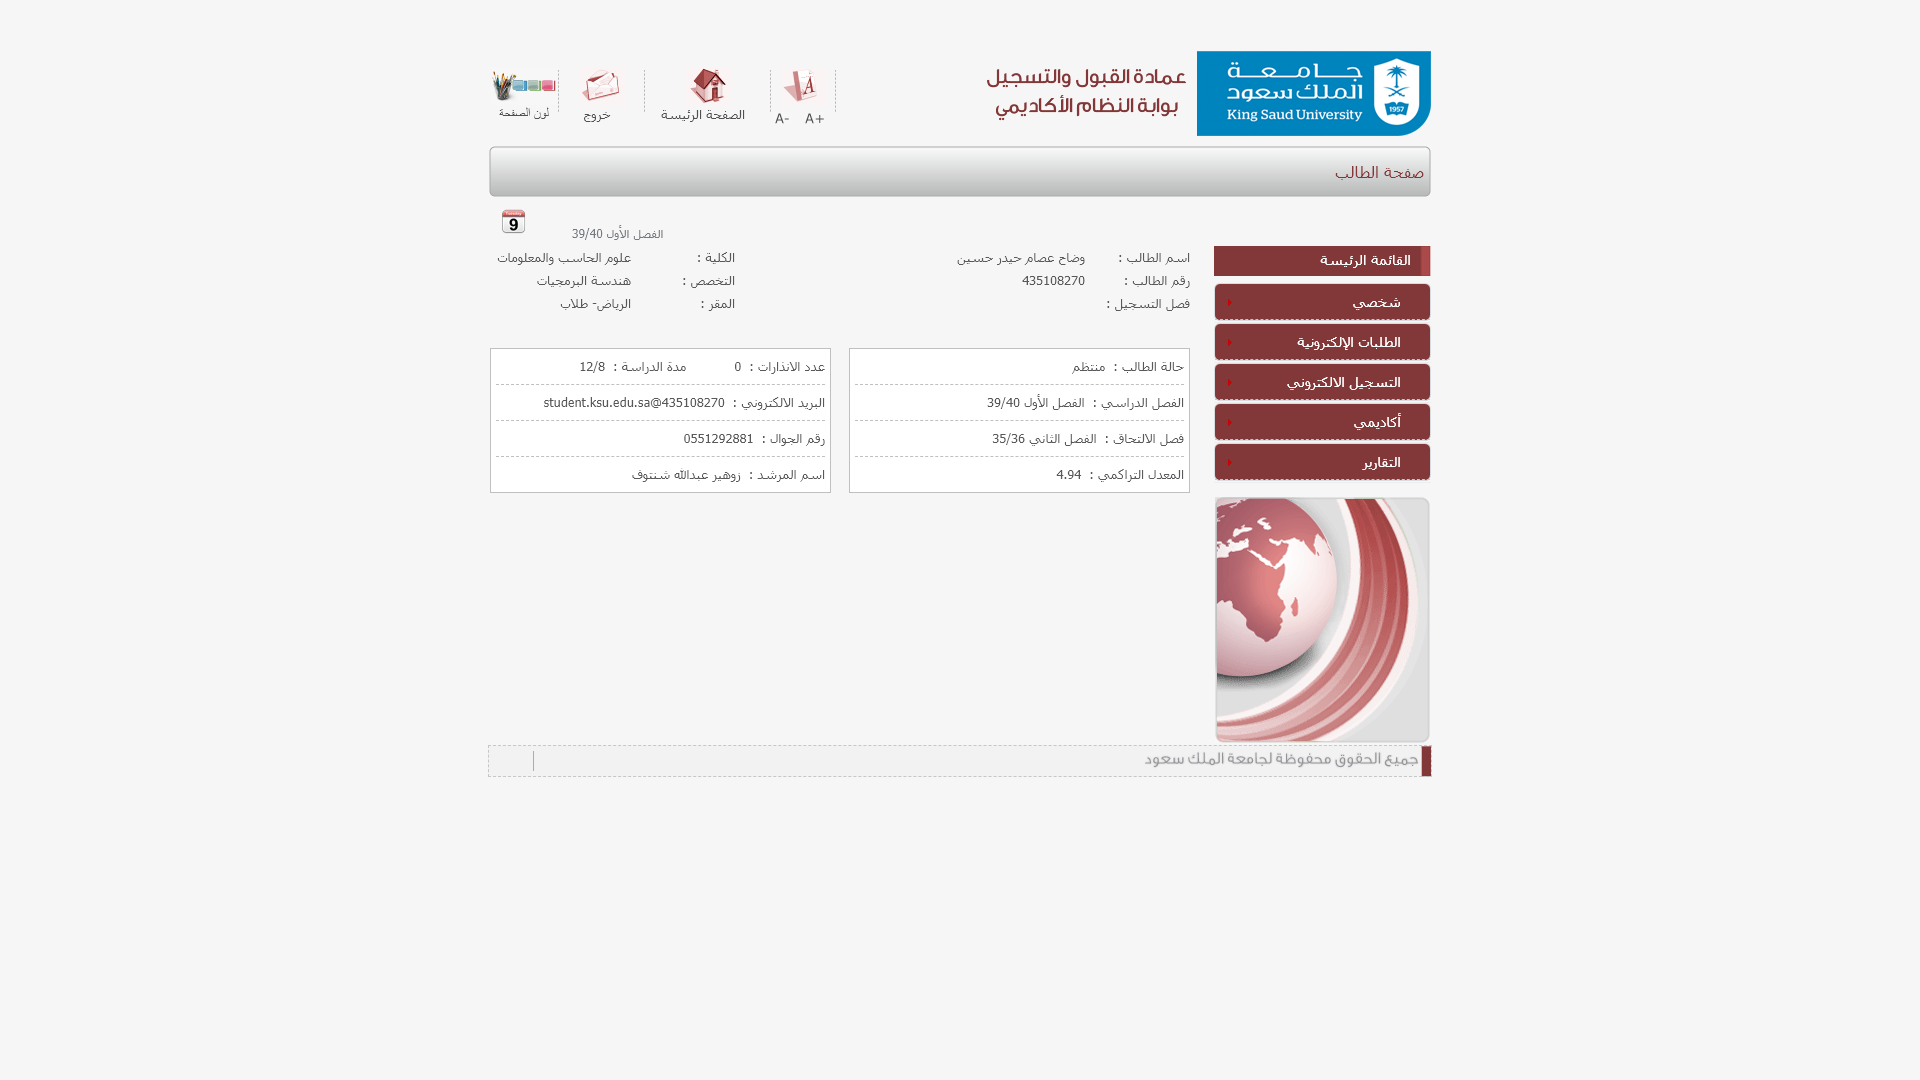 جامعة
الملك سعود
King Saud University
1957
عمادة القبول والتسجيل
بوابة النظام الأكاديمي
A+ A-
الصفحة الرئيسة
خروج
لون الصفحة
صفحة الطالب
9
الفصل الأول 39/40
القائمة الرئيسة
شخصي
الطلبات الإلكترونية
التسجيل الالكتروني
أكاديمي
التقارير
اسم الطالب : وضاح عصام حيدر حسين الكلية : علوم الحاسب والمعلومات
رقم الطالب : 435108270 التخصص : هندسة البرمجيات
فصل التسجيل : المقر : الرياض- طلاب
حالة الطالب : منتظم
الفصل الدراسي : الفصل الأول 39/40
فصل الالتحاق : الفصل الثاني 35/36
المعدل التراكمي : 4.94
عدد الانذارات : 0 مدة الدراسة : 12/8
البريد الالكتروني : student.ksu.edu.sa@435108270
رقم الجوال : 0551292881
اسم المرشد : زوهير عبدالله شنتوف
جميع الحقوق محفوظة لجامعة الملك سعود